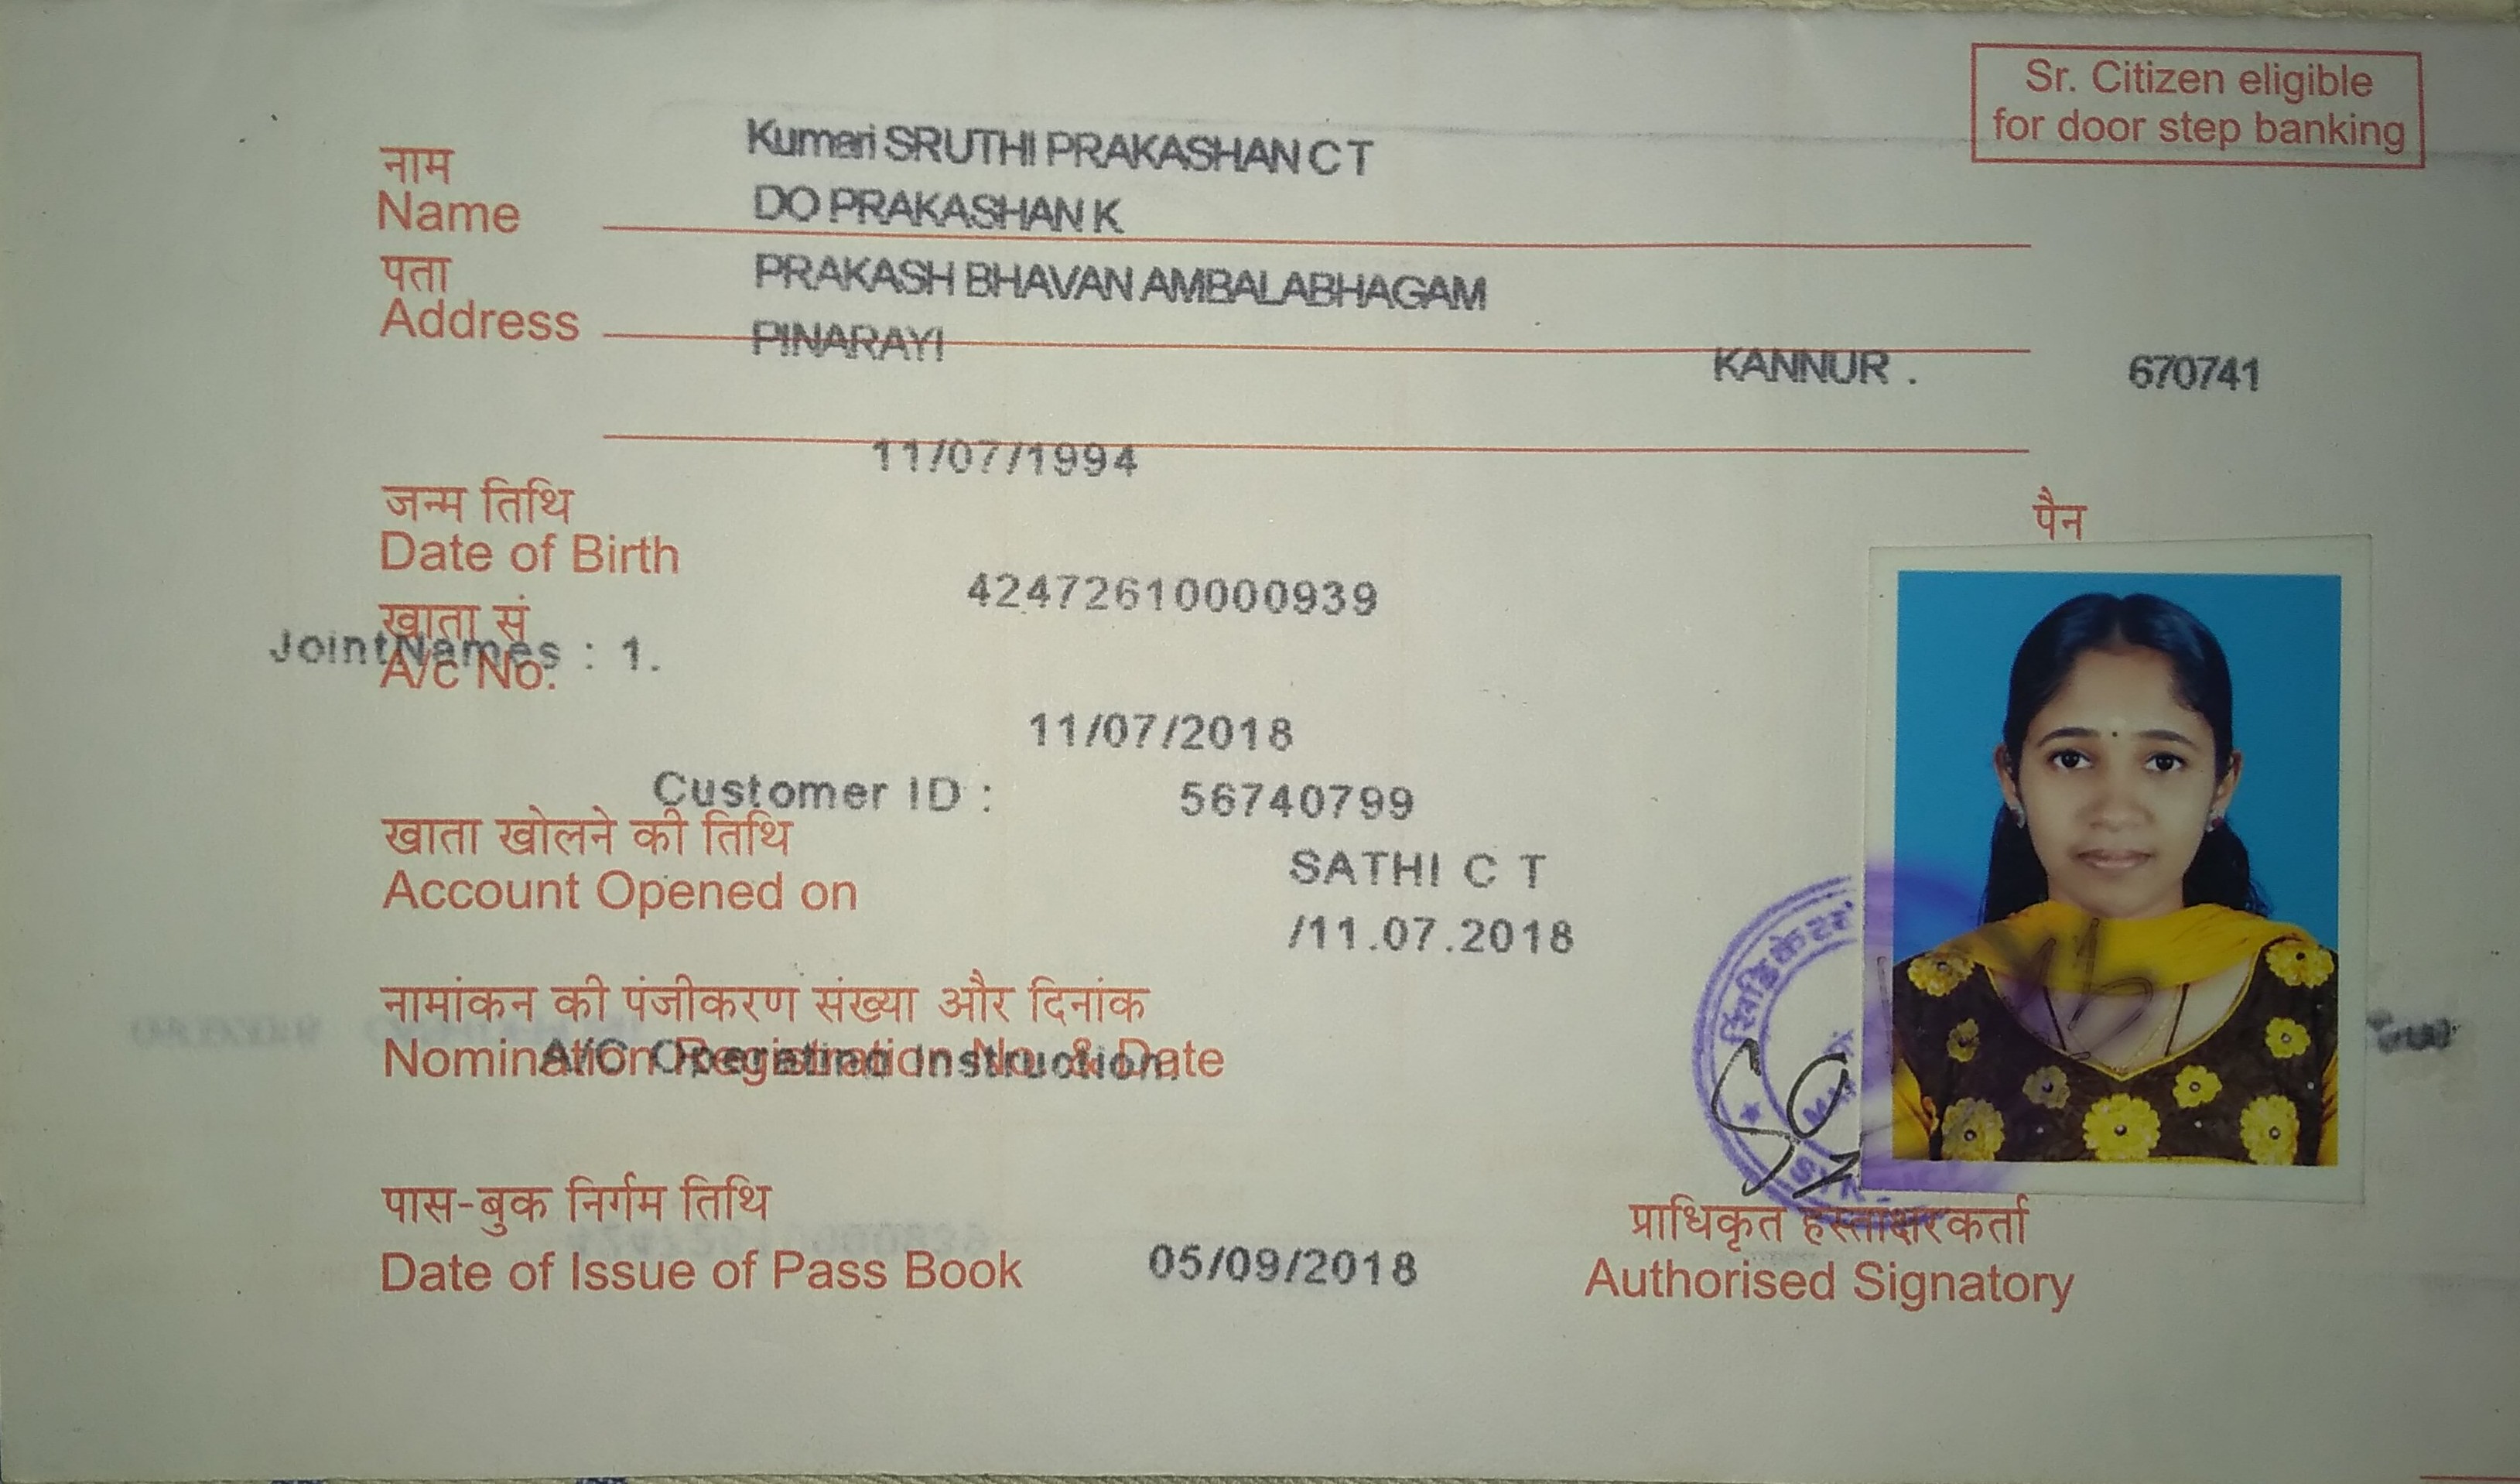 Sr. Citizen eligible
for door step banking
Kumari SRUTHI PRAKASHAN C T
नाम
Name
DO PRAKASHAN K
पता
Address
PRAKASH BHAVAN AMBALABHAGAM
PINARAYI KANNUR . 670741
11/07/1994
जन्म तिथि
Date of Birth
पैन
42472610000939
खाता सं
JointNames : 1.
A/c No.
11/07/2018
Customer ID : 56740799
खाता खोलने की तिथि
Account Opened on
SATHI C T
/11.07.2018
नामांकन की पंजीकरण संख्या और दिनांक
Nomination Registration No. & Date
A/C Operating Instruction.
पास-बुक निर्गम तिथि
Date of Issue of Pass Book 05/09/2018
प्राधिकृत हस्ताक्षरकर्ता
Authorised Signatory